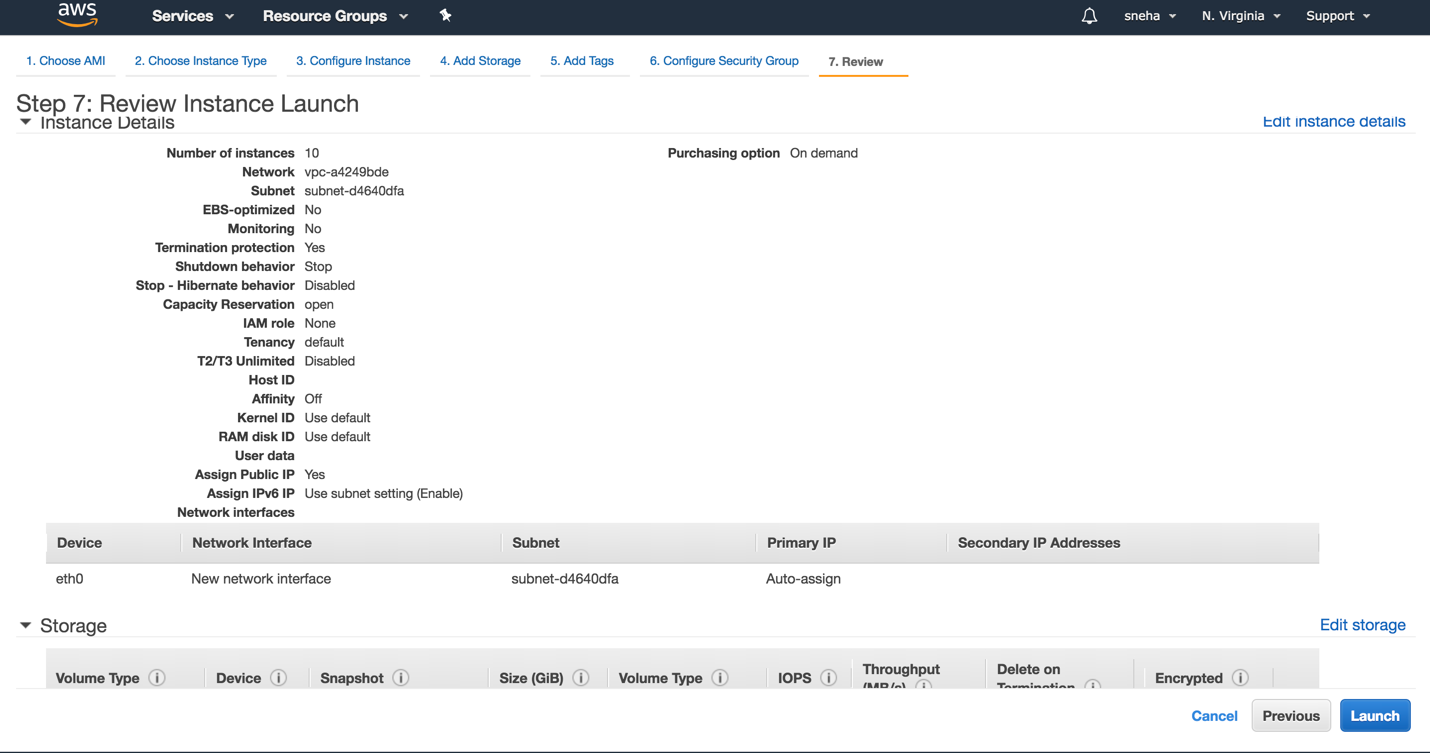 aws Services Resource Groups sneha N. Virginia Support
1. Choose AMI 2. Choose Instance Type 3. Configure Instance 4. Add Storage 5. Add Tags 6. Configure Security Group 7. Review
Step 7: Review Instance Launch
Instance Details Edit instance details
Number of instances 10 Purchasing option On demand
Network vpc-a4249bde
Subnet subnet-d4640dfa
EBS-optimized No
Monitoring No
Termination protection Yes
Shutdown behavior Stop
Stop - Hibernate behavior Disabled
Capacity Reservation open
IAM role None
Tenancy default
T2/T3 Unlimited Disabled
Host ID
Affinity Off
Kernel ID Use default
RAM disk ID Use default
User data
Assign Public IP Yes
Assign IPv6 IP Use subnet setting (Enable)
Network interfaces
Device Network Interface Subnet Primary IP Secondary IP Addresses
eth0 New network interface subnet-d4640dfa Auto-assign
Storage Edit storage
Volume Type Device Snapshot Size (GiB) Volume Type IOPS Throughput (MB/s) Delete on Termination Encrypted
Cancel Previous Launch